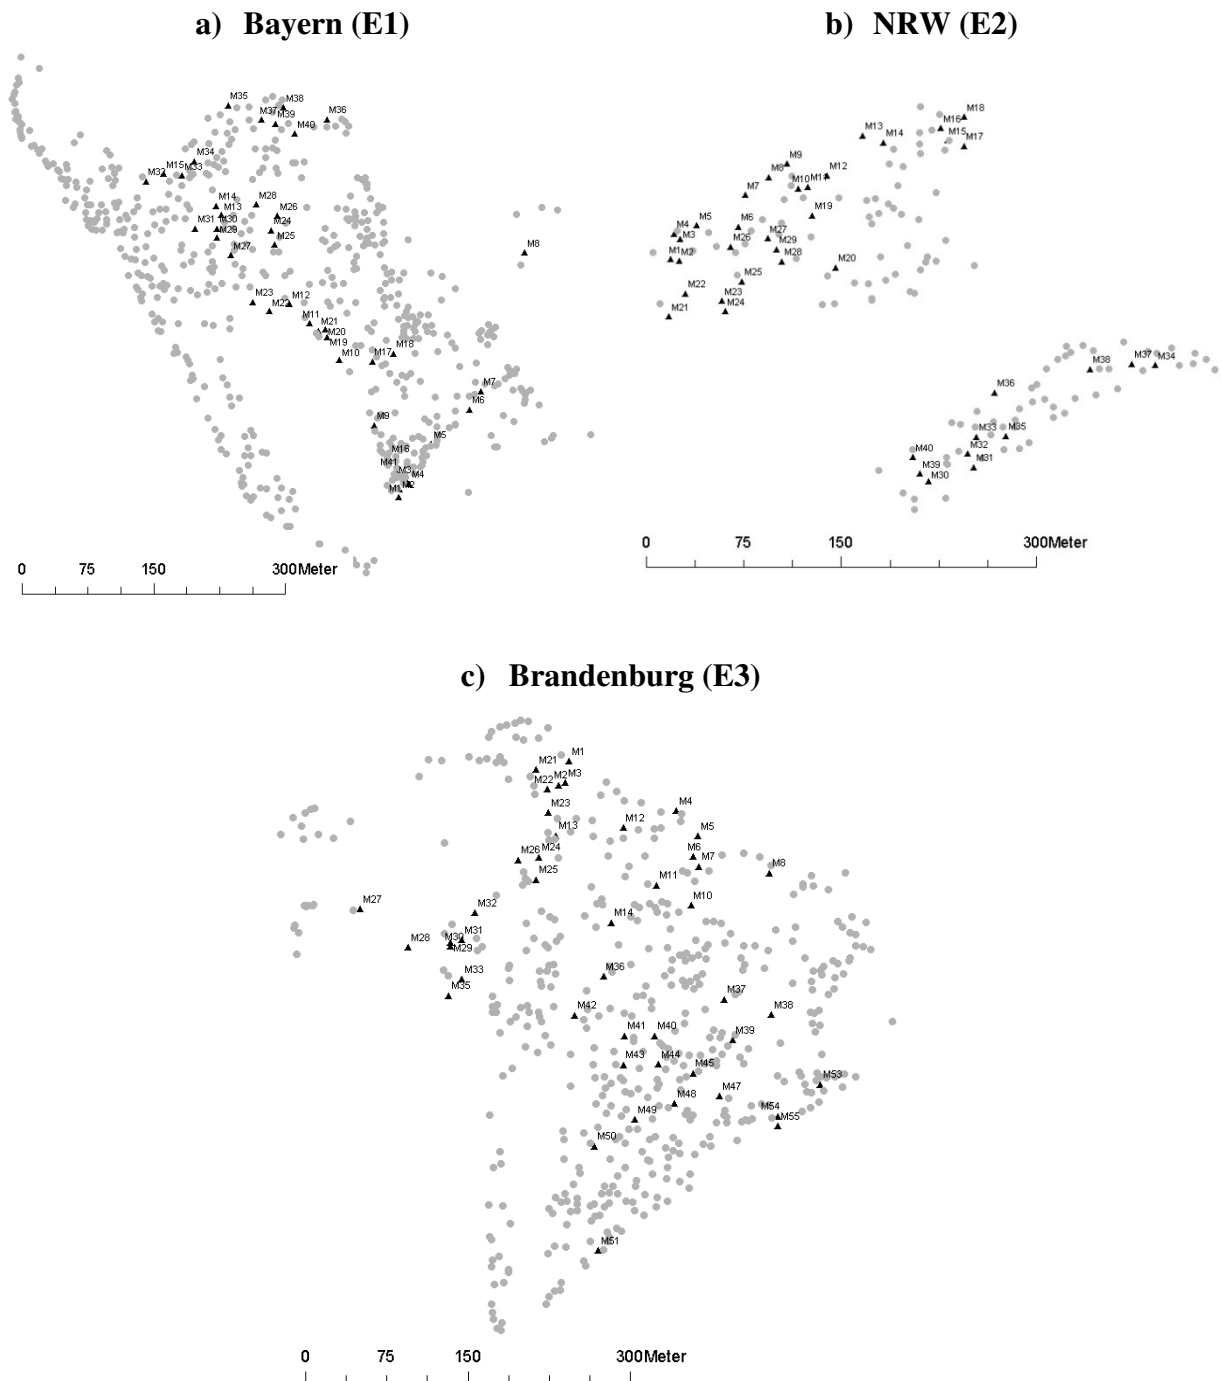 a) Bayern (E1)
b) NRW (E2)
M35
M38
M37
M39
M36
M40
M34
M15
M33
M32
M14
M28
M13
M26
M31
M30
M24
M29
M25
M27
M8
M23
M12
M22
M11
M21
M20
M19
M10
M17
M18
M7
M6
M9
M5
M16
M41
M3
M4
M2
M1
0 75 150 300Meter
M18
M16
M15
M17
M13
M14
M9
M8
M12
M10
M11
M7
M19
M5
M4
M6
M3
M27
M26
M29
M1
M2
M28
M20
M25
M22
M23
M21
M24
M38
M37
M34
M36
M33
M35
M32
M40
M39
M31
M30
0 75 150 300Meter
c) Brandenburg (E3)
M1
M21
M2
M3
M22
M23
M4
M13
M12
M5
M24
M26
M6
M7
M25
M8
M11
M27
M32
M10
M14
M31
M30
M28
M29
M33
M36
M35
M37
M42
M38
M41
M40
M39
M43
M44
M45
M53
M47
M48
M54
M49
M55
M50
M51
0 75 150 300Meter